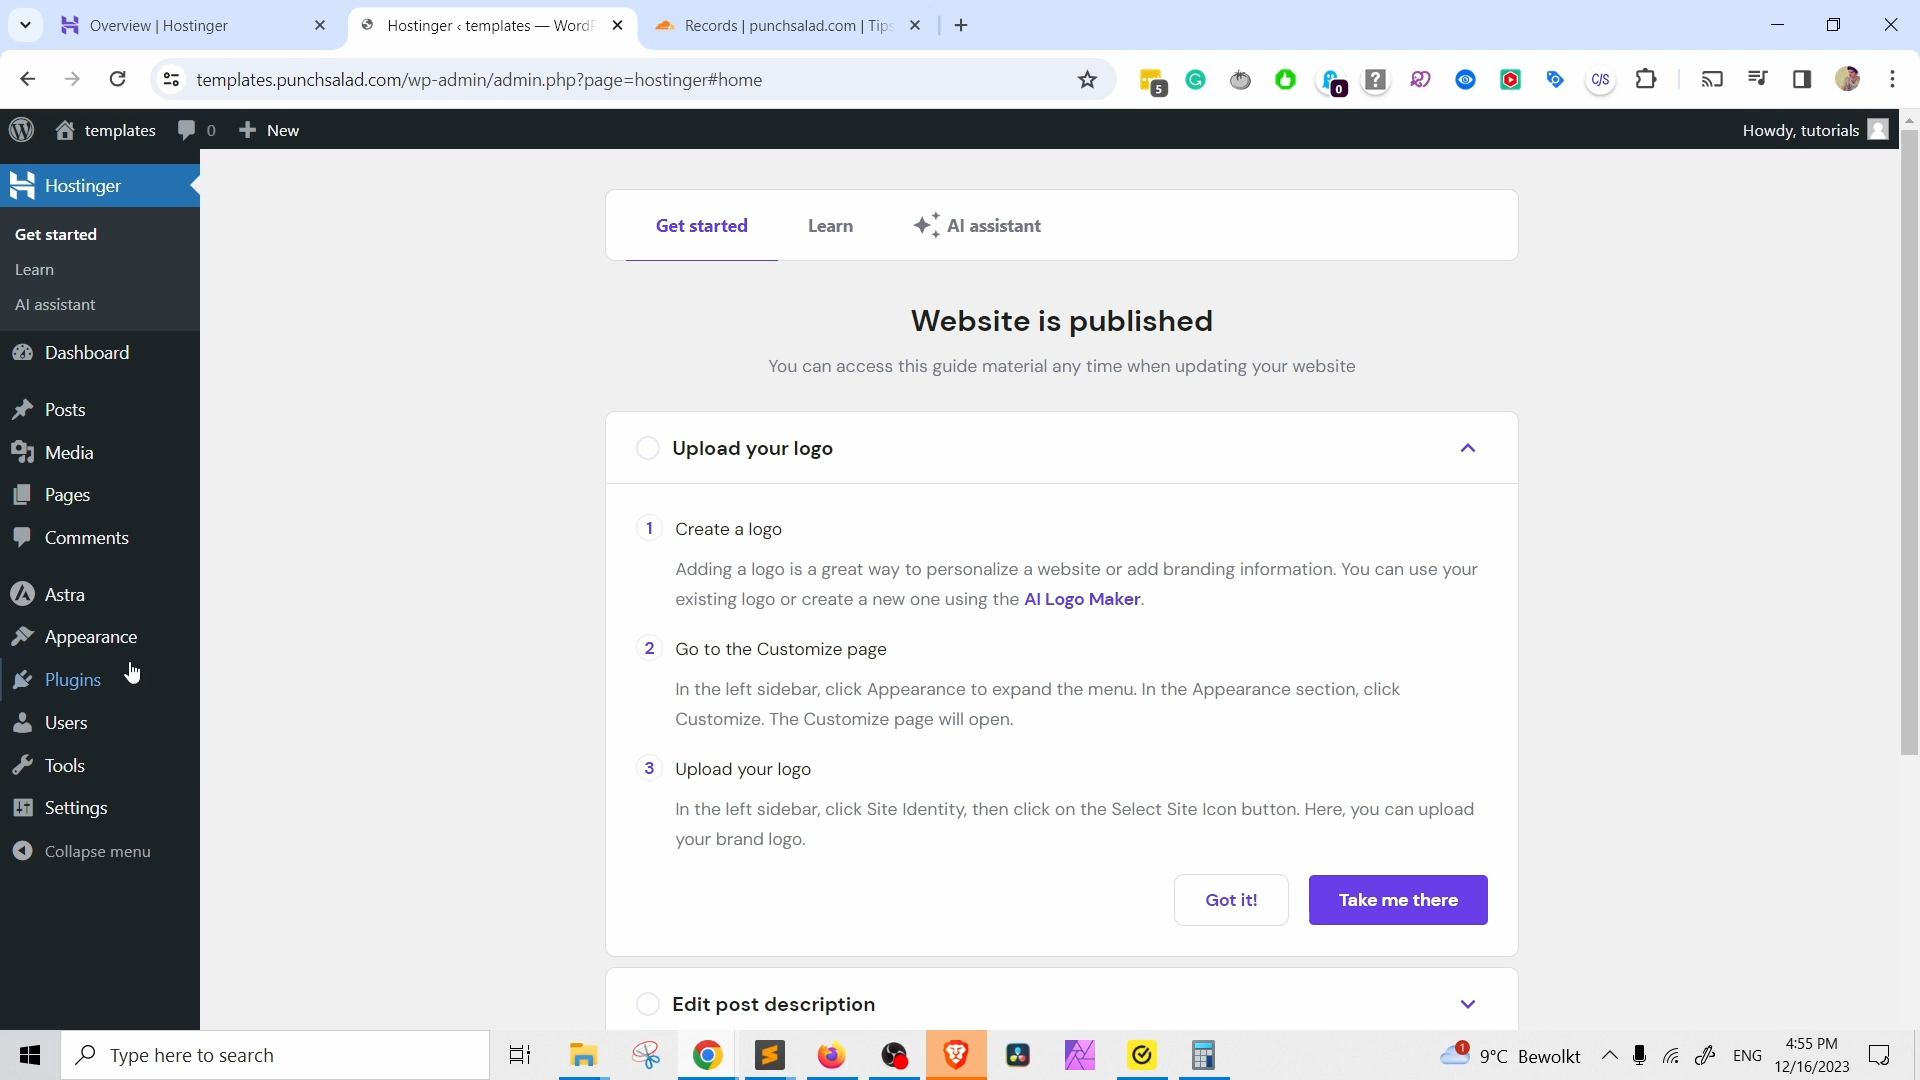 Overview | Hostinger
Hostinger ‹ templates — WordP
Records | punchsalad.com | Tips
templates.punchsalad.com/wp-admin/admin.php?page=hostinger#home
5
0
C/S
templates
0
New
Howdy, tutorials
Hostinger
Get started
Learn
AI assistant
Dashboard
Posts
Media
Pages
Comments
Astra
Appearance
Plugins
Users
Tools
Settings
Collapse menu
Get started
Learn
AI assistant
Website is published
You can access this guide material any time when updating your website
Upload your logo
1 Create a logo
Adding a logo is a great way to personalize a website or add branding information. You can use your
existing logo or create a new one using the AI Logo Maker.
2 Go to the Customize page
In the left sidebar, click Appearance to expand the menu. In the Appearance section, click
Customize. The Customize page will open.
3 Upload your logo
In the left sidebar, click Site Identity, then click on the Select Site Icon button. Here, you can upload
your brand logo.
Got it!
Take me there
Edit post description
Type here to search
1
9°C Bewolkt
ENG
4:55 PM
12/16/2023